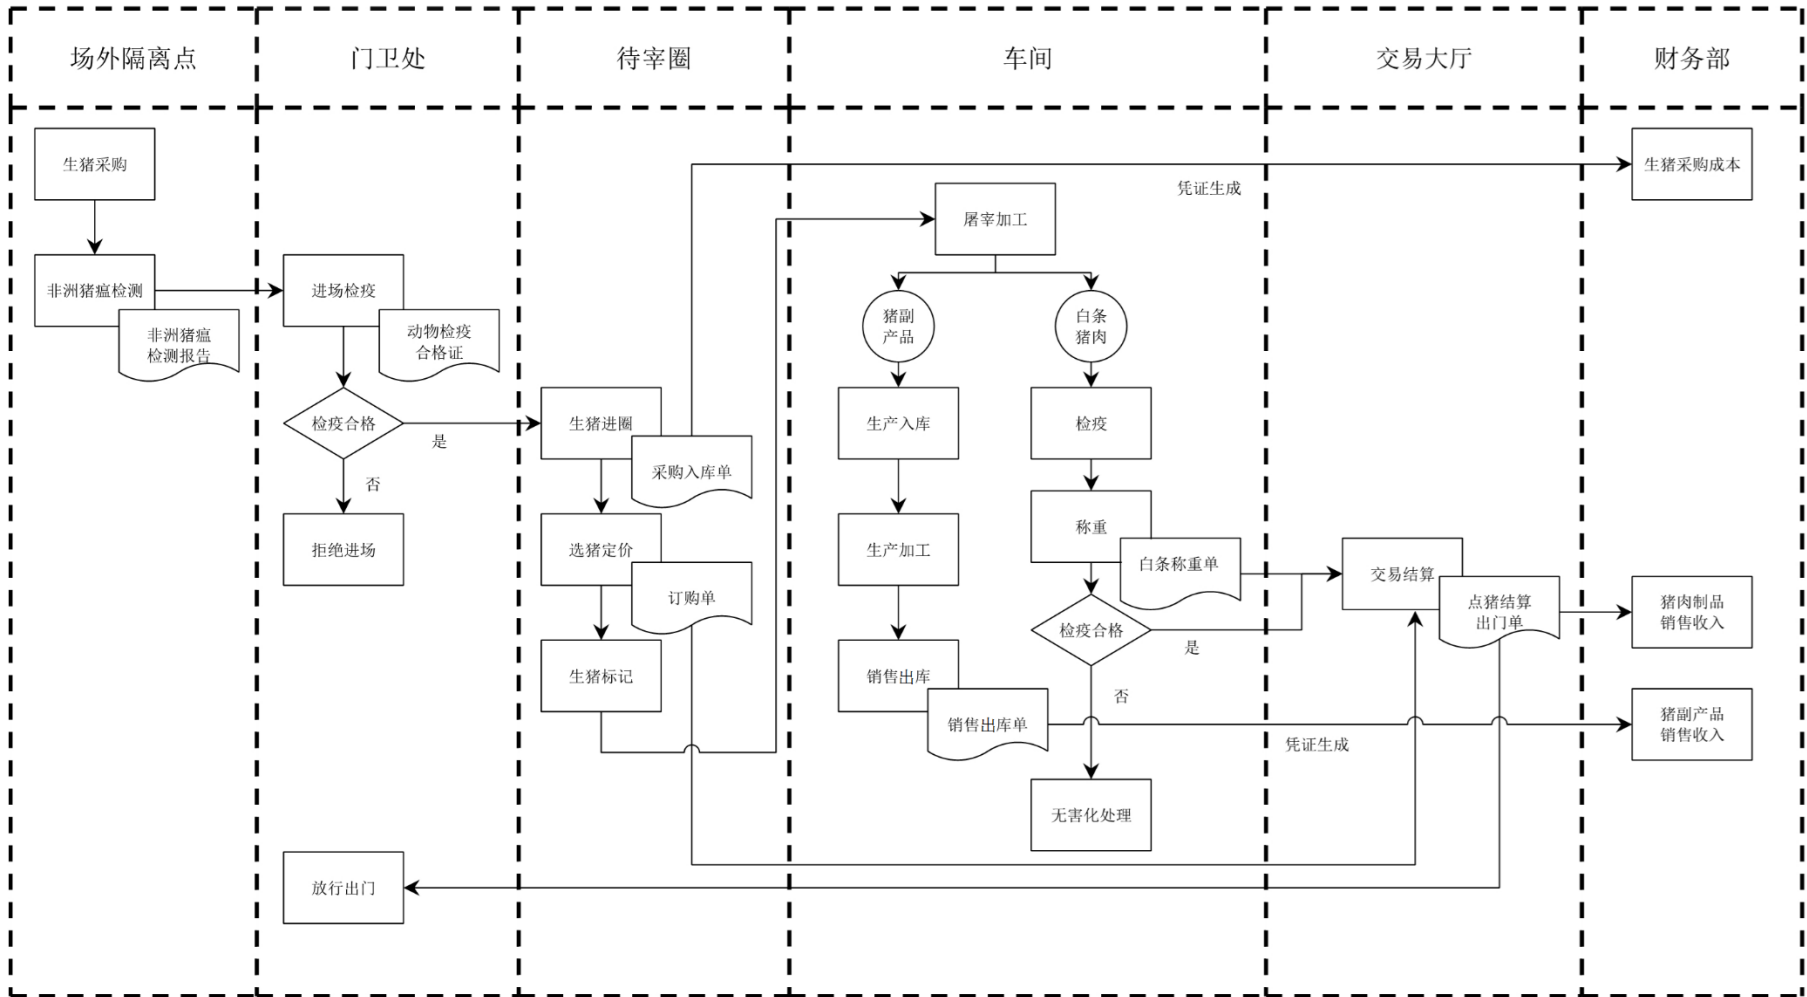 场外隔离点
门卫处
待宰圈
车间
交易大厅
财务部
生猪采购
非洲猪瘟检测
非洲猪瘟
检测报告
进场检疫
动物检疫
合格证
检疫合格
是
否
拒绝进场
放行出门
生猪进圈
采购入库单
选猪定价
订购单
生猪标记
屠宰加工
猪副
产品
白条
猪肉
生产入库
检疫
生产加工
称重
白条称重单
检疫合格
是
否
销售出库
销售出库单
无害化处理
凭证生成
凭证生成
交易结算
点猪结算
出门单
生猪采购成本
猪肉制品
销售收入
猪副产品
销售收入